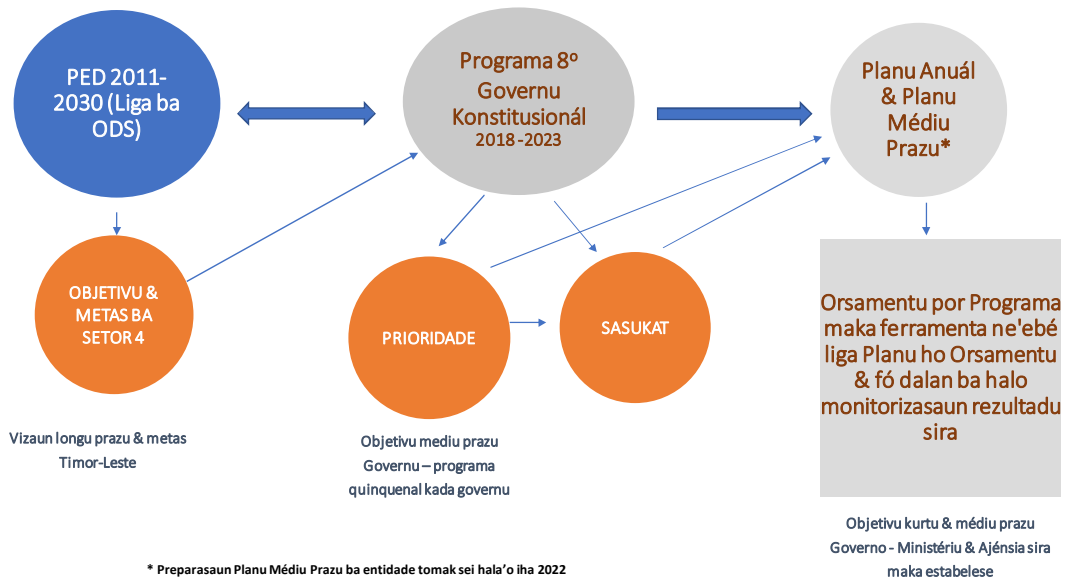 PED 2011-
2030 (Liga ba
ODS)
Programa 8º
Governu
Konstitusionál
2018 -2023
Planu Anuál
& Planu
Médiu
Prazu*
OBJETIVU &
METAS BA
SETOR 4
PRIORIDADE
SASUKAT
Orsamentu por Programa
maka ferramenta ne'ebé
liga Planu ho Orsamentu
& fó dalan ba halo
monitorizasaun rezultadu
sira
Vizaun longu prazu & metas
Timor-Leste
Objetivu mediu prazu
Governu – programa
quinquenal kada governu
Objetivu kurtu & médiu prazu
Governo - Ministériu & Ajénsia sira
maka estabelese
* Preparasaun Planu Médiu Prazu ba entidade tomak sei hala’o iha 2022